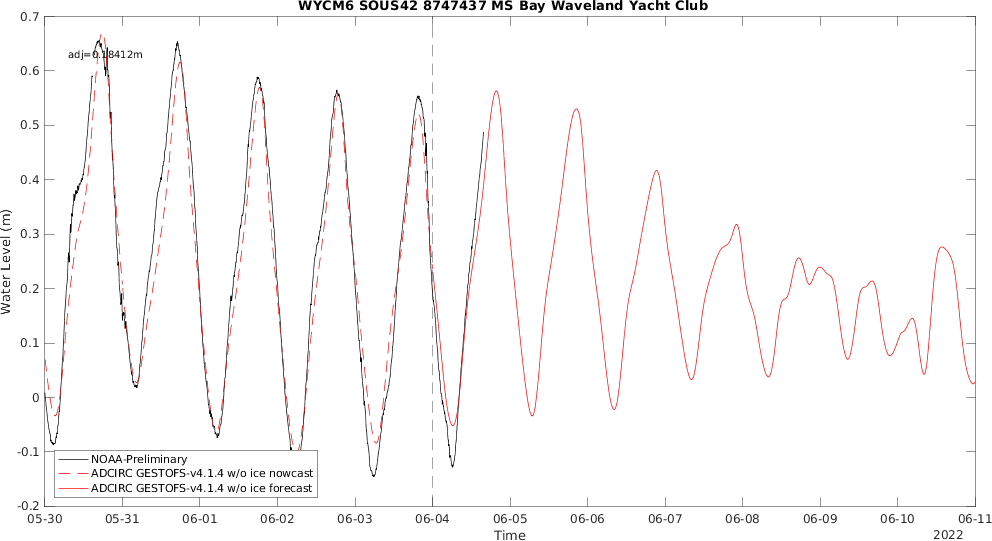 WYCM6 SOUS42 8747437 MS Bay Waveland Yacht Club
adj=0.18412m
Water Level (m)
0.7
0.6
0.5
0.4
0.3
0.2
0.1
0
-0.1
-0.2
NOAA-Preliminary
ADCIRC GESTOFS-v4.1.4 w/o ice nowcast
ADCIRC GESTOFS-v4.1.4 w/o ice forecast
05-30 05-31 06-01 06-02 06-03 06-04 06-05 06-06 06-07 06-08 06-09 06-10 06-11
Time
2022